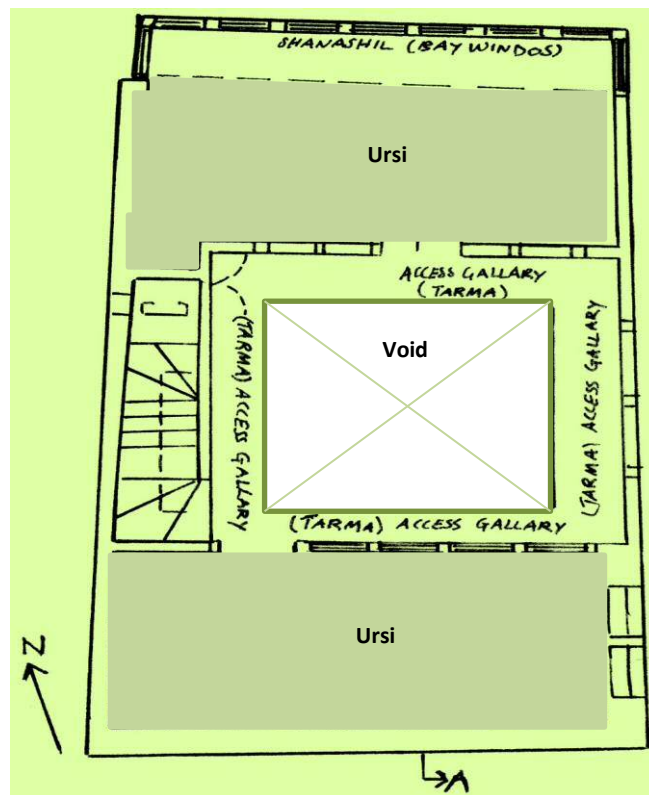 SHANASHIL (BAY WINDOS)
Ursi
ACCESS GALLARY
(TARMA)
(TARMA) ACCESS GALLARY
Void
(TARMA) ACCESS GALLARY
(TARMA) ACCESS GALLARY
Ursi
N
A